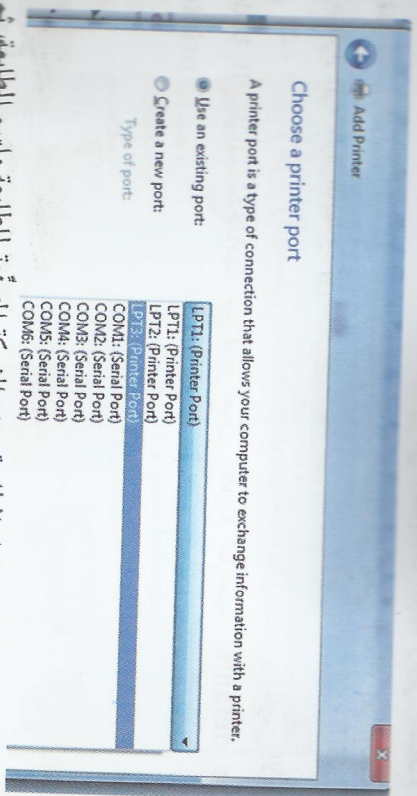 Add Printer
Choose a printer port
A printer port is a type of connection that allows your computer to exchange information with a printer.
Use an existing port:
LPT1: (Printer Port)
LPT1: (Printer Port)
Create a new port:
LPT2: (Printer Port)
Type of port:
LPT3: (Printer Port)
COM1: (Serial Port)
COM2: (Serial Port)
COM3: (Serial Port)
COM4: (Serial Port)
COM5: (Serial Port)
COM6: (Serial Port)